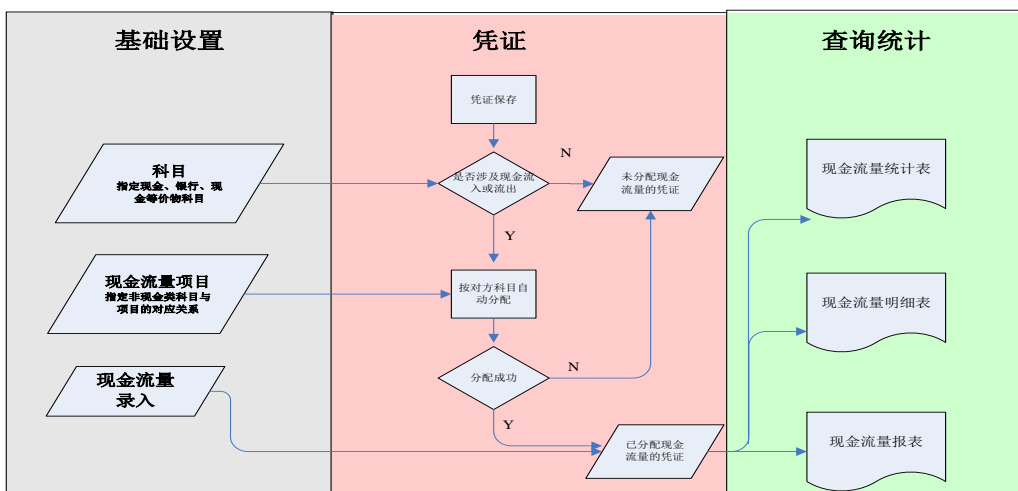 基础设置
凭证
查询统计
凭证保存
科目
指定现金、银行、现
金等价物科目
是否涉及现金流
入或流出
N
未分配现金
流量的凭证
现金流量统计表
Y
现金流量项目
指定非现金类科目与
项目的对应关系
按对方科目自
动分配
现金流量明细表
现金流量
录入
分配成功
N
Y
已分配现金
流量的凭证
现金流量报表